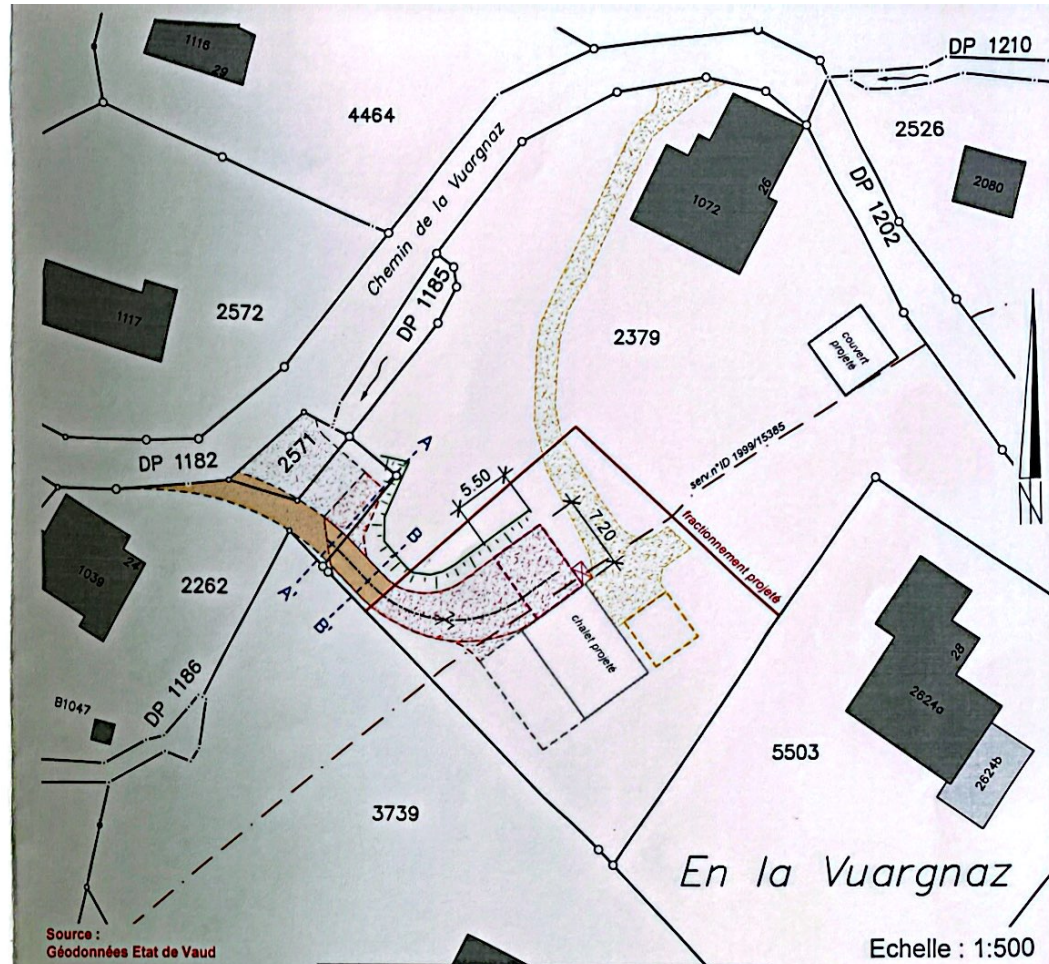 1116
29
DP 1210
4464
2526
Chemin de la Vuargnaz
2080
1072
26
DP 1202
1117
2572
DP 1185
2379
couvert
projeté
serv.n°ID 1999/15385
2571
DP 1182
A
5.50
B
7.20
fractionnement projeté
N
1039
24
2262
A'
B'
chalet projeté
28
2624a
DP 1186
B1047
5503
2624b
3739
En la Vuargnaz
Source :
Géodonnées Etat de Vaud
Echelle : 1:500